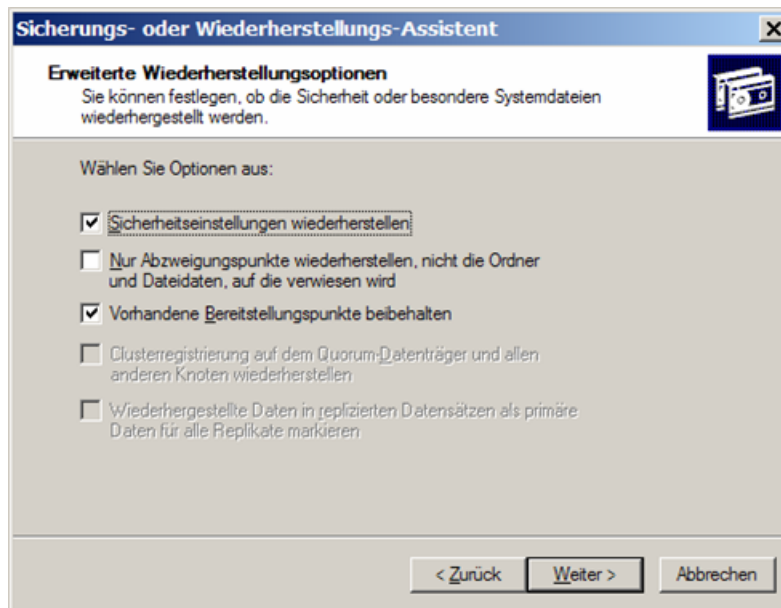 Sicherungs- oder Wiederherstellungs-Assistent
Erweiterte Wiederherstellungsoptionen
Sie können festlegen, ob die Sicherheit oder besondere Systemdateien
wiederhergestellt werden.
Wählen Sie Optionen aus:
Sicherheitseinstellungen wiederherstellen
Nur Abzweigungspunkte wiederherstellen, nicht die Ordner
und Dateidaten, auf die verwiesen wird
Vorhandene Bereitstellungspunkte beibehalten
Clusterregistrierung auf dem Quorum-Datenträger und allen
anderen Knoten wiederherstellen
Wiederhergestellte Daten in replizierten Datensätzen als primäre
Daten für alle Replikate markieren
< Zurück Weiter > Abbrechen